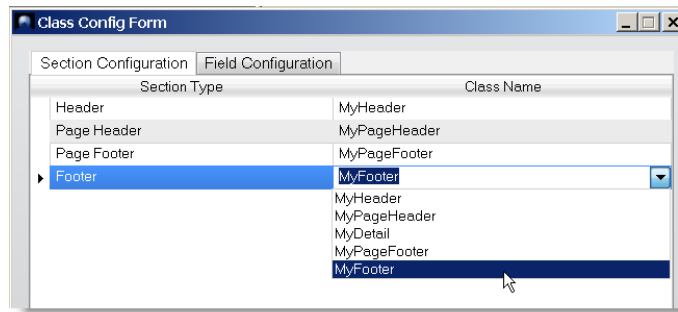 Class Config Form
Section Configuration Field Configuration
Section Type Class Name
Header MyHeader
Page Header MyPageHeader
Page Footer MyPageFooter
Footer MyFooter
MyHeader
MyPageHeader
MyDetail
MyPageFooter
MyFooter